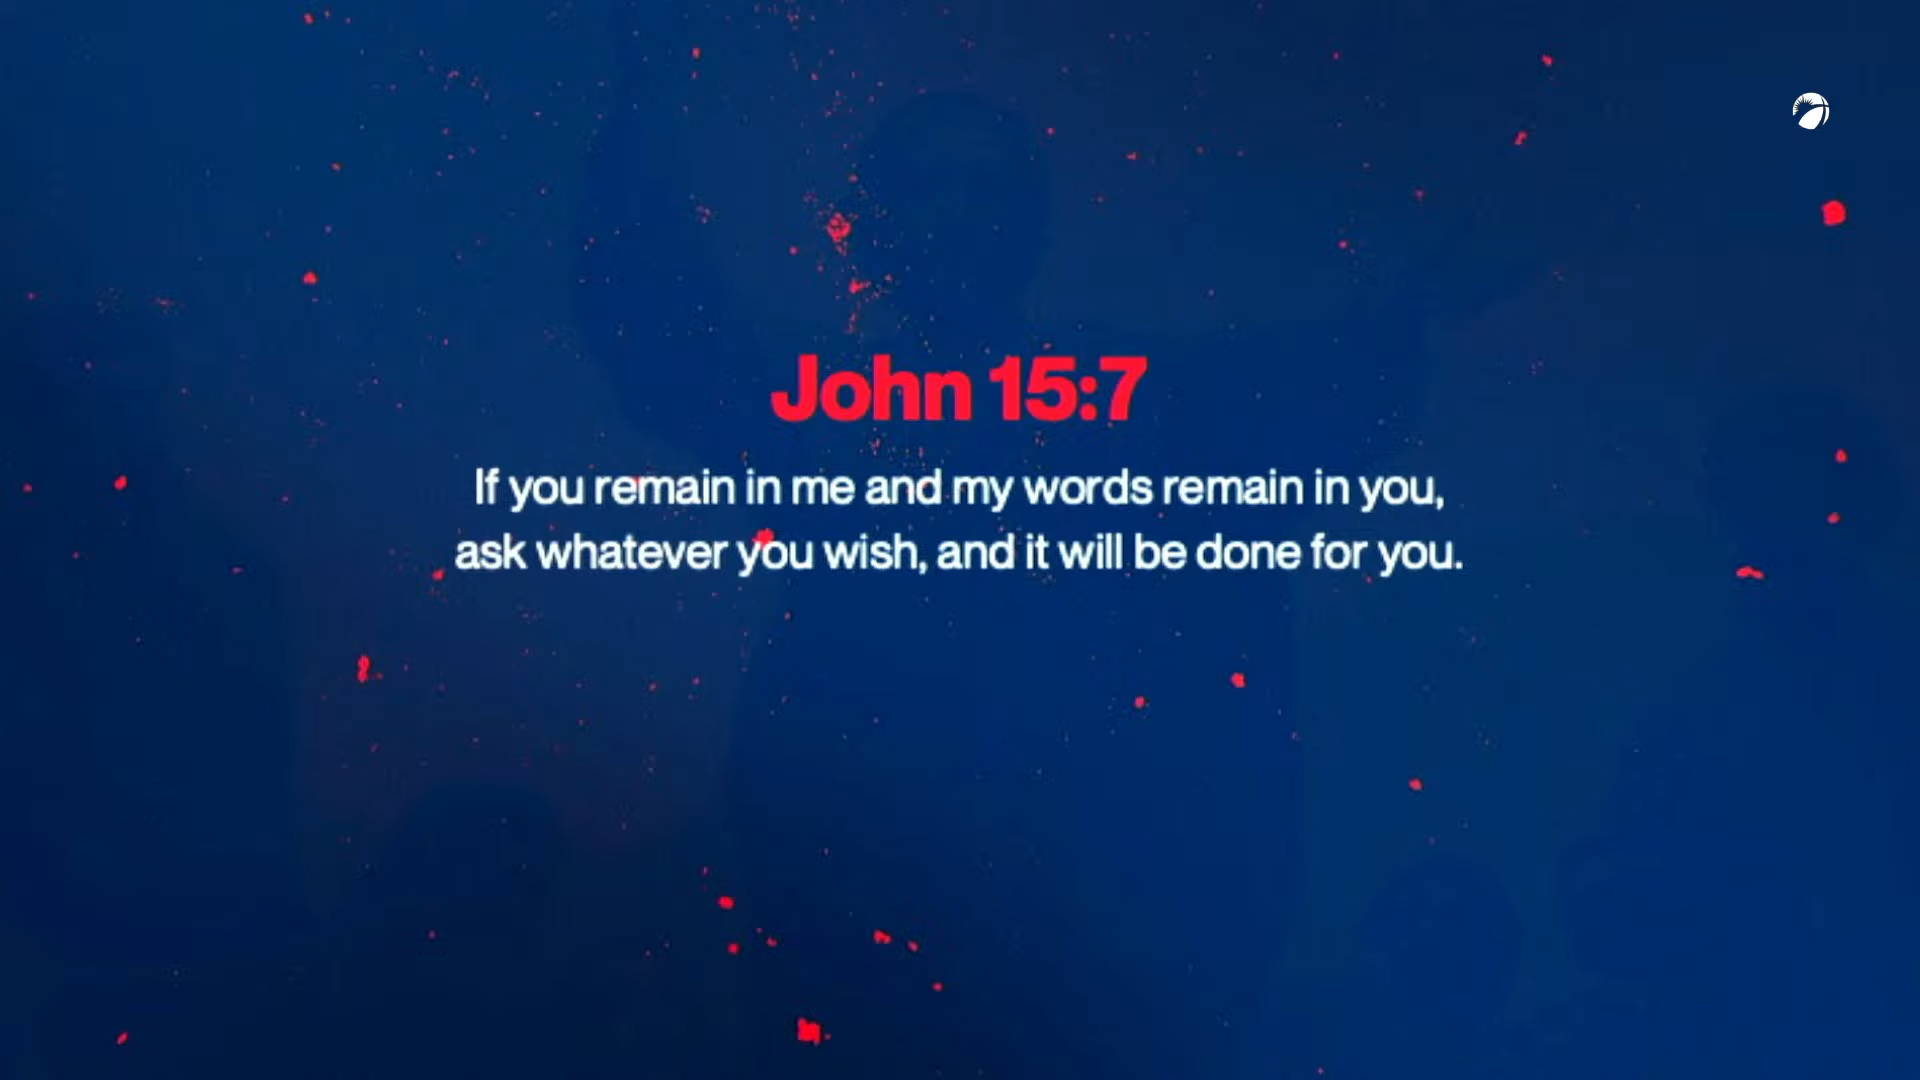 John 15:7
If you remain in me and my words remain in you,
ask whatever you wish, and it will be done for you.